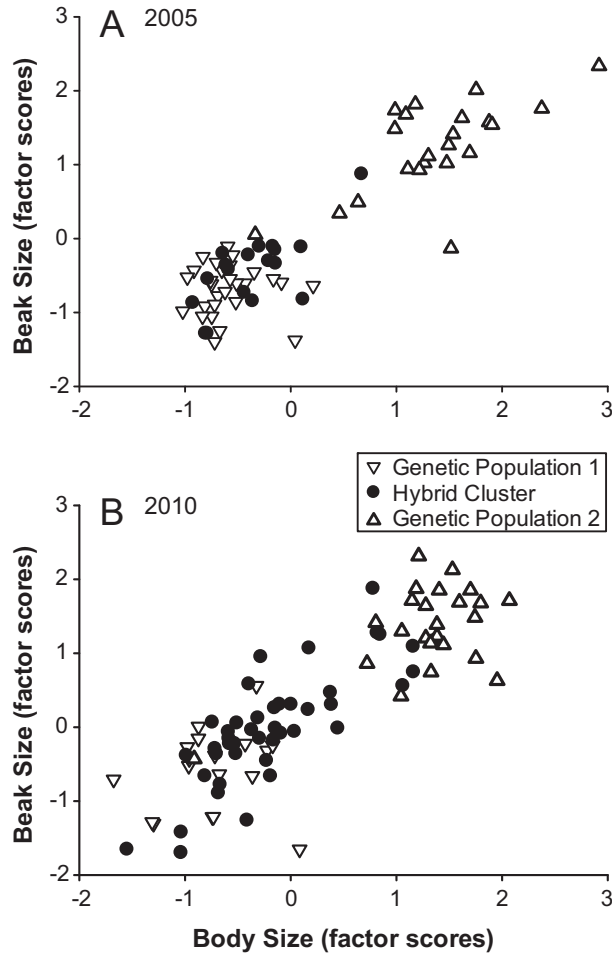 A 2005
Beak Size (factor scores)
3
2
1
0
-1
-2
-2 -1 0 1 2 3
Genetic Population 1
Hybrid Cluster
Genetic Population 2
B 2010
Beak Size (factor scores)
3
2
1
0
-1
-2
-2 -1 0 1 2 3
Body Size (factor scores)